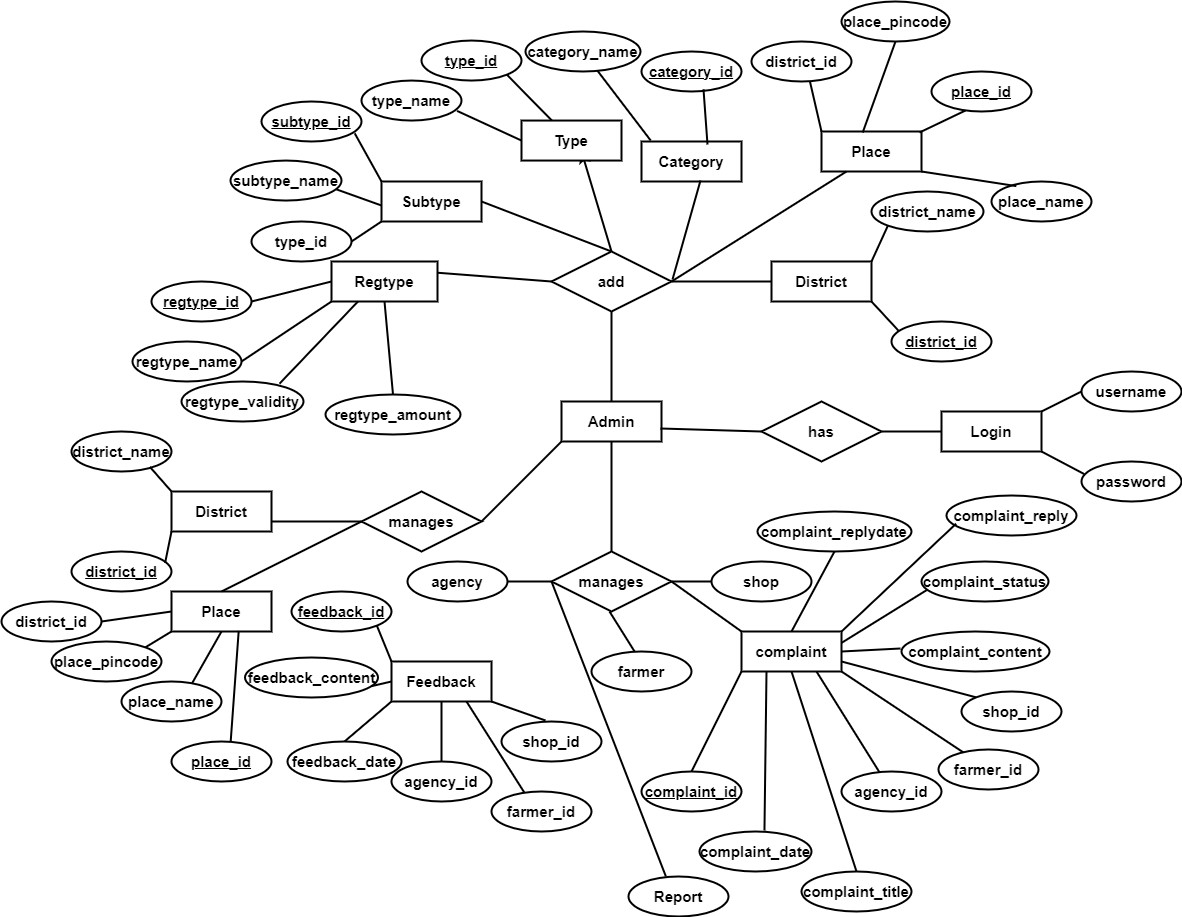 place_pincode
category_name
type_id
district_id
category_id
place_id
type_name
subtype_id
Type
Place
Category
subtype_name
Subtype
place_name
district_name
type_id
Regtype
add
District
regtype_id
district_id
regtype_name
regtype_validity
regtype_amount
username
Admin
has
Login
district_name
password
District
manages
complaint_reply
complaint_replydate
district_id
agency
manages
shop
complaint_status
district_id
Place
feedback_id
complaint
complaint_content
place_pincode
farmer
feedback_content
Feedback
place_name
shop_id
shop_id
place_id
feedback_date
agency_id
farmer_id
complaint_id
agency_id
farmer_id
complaint_date
Report
complaint_title